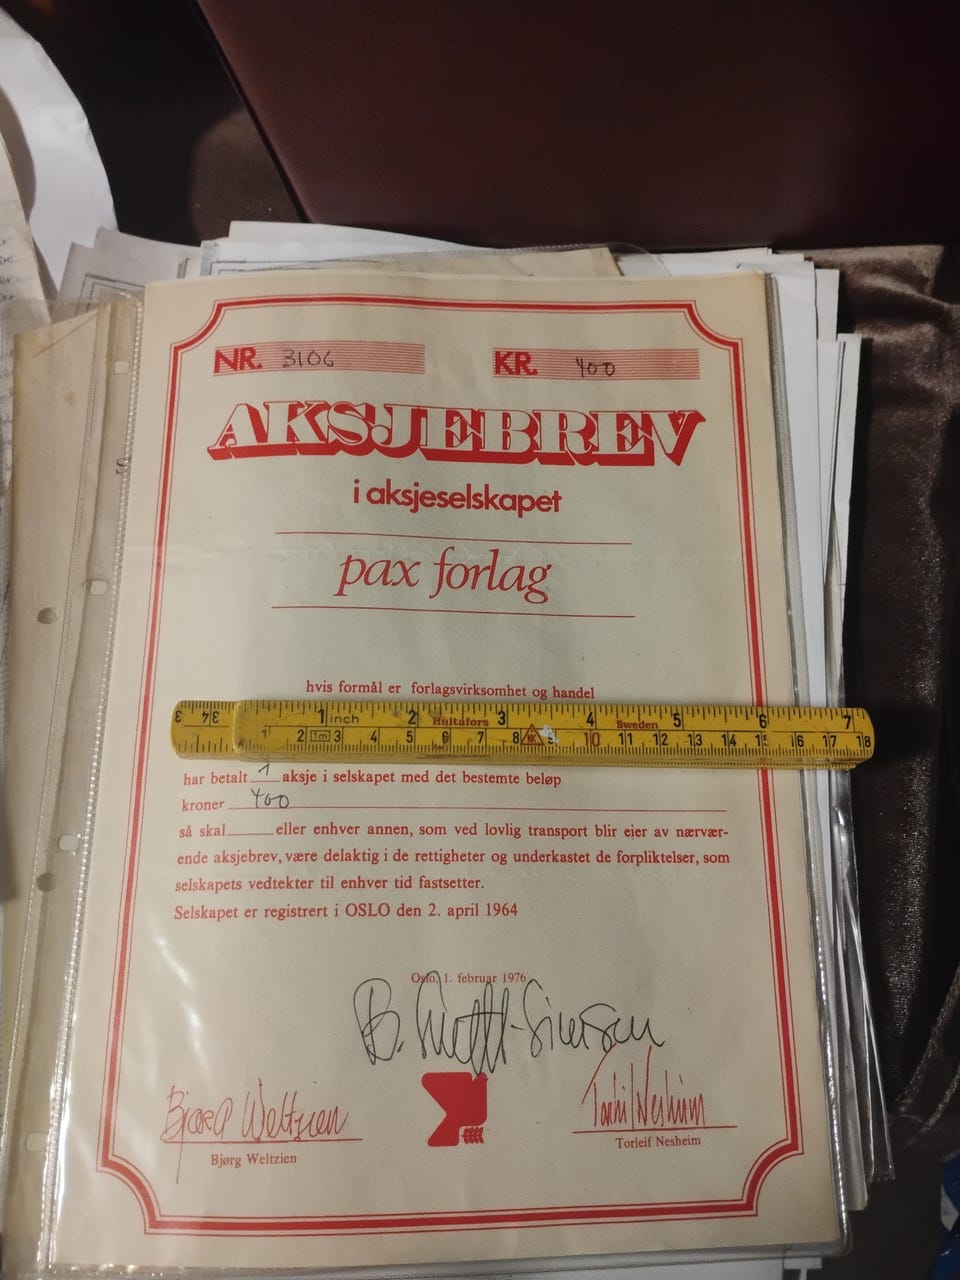 NR. 3106 KR. 400
AKSJEBREV
i aksjeselskapet
pax forlag
hvis formål er forlagsvirksomhet og handel
1 inch 2 Hultafors 3 4 Sweden 5 6 7
1 2 1m 3 4 5 6 7 8 9 10 11 12 13 14 15 16 17 18
har betalt 1 aksje i selskapet med det bestemte beløp
kroner 400
så skal eller enhver annen, som ved lovlig transport blir eier av nærvær-
ende aksjebrev, være delaktig i de rettigheter og underkastet de forpliktelser, som
selskapets vedtekter til enhver tid fastsetter.
Selskapet er registrert i OSLO den 2. april 1964
Oslo, 1. februar 1976
Bjørg Weltzien
Bjørg Weltzien
Torleif Nesheim